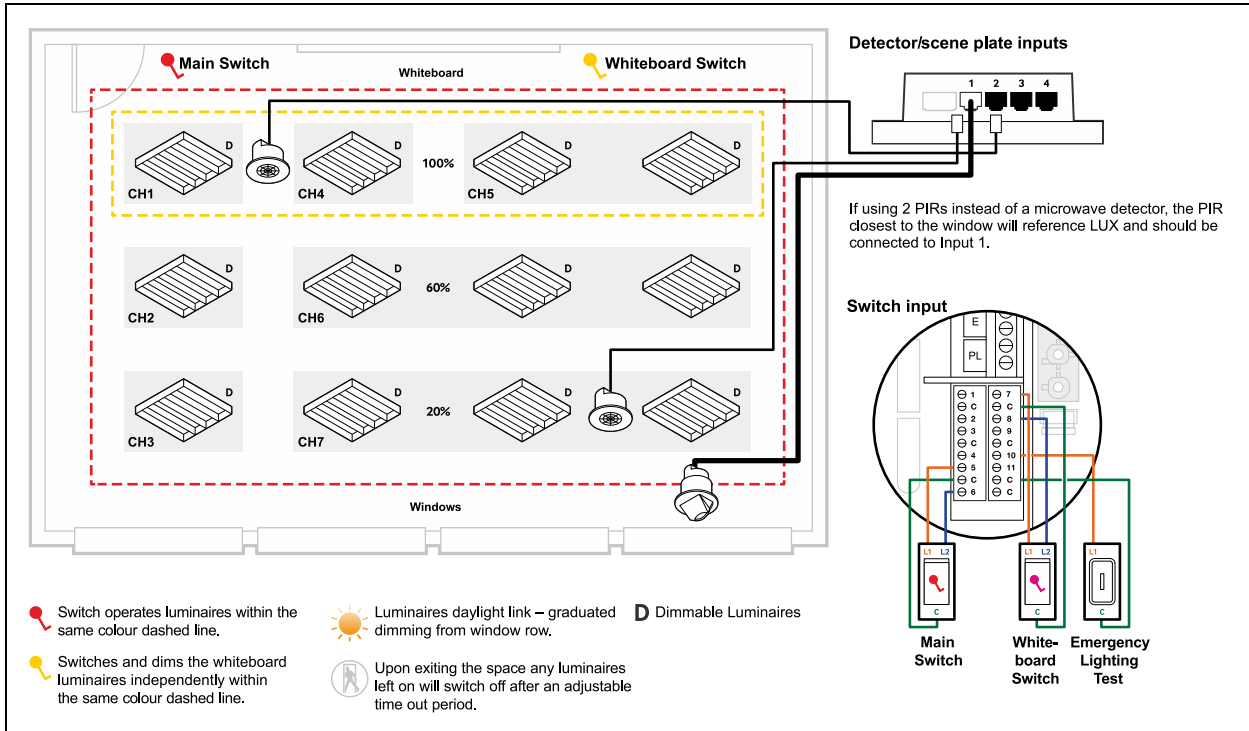 Main Switch
Whiteboard
Whiteboard Switch
D
D
D
D
100%
CH1
CH4
CH5
D
D
D
D
60%
CH2
CH6
D
D
D
D
20%
CH3
CH7
Windows
Detector/scene plate inputs
1
2
3
4
If using 2 PIRs instead of a microwave detector, the PIR
closest to the window will reference LUX and should be
connected to Input 1.
Switch input
E
PL
1
C
2
3
C
4
5
C
6
7
C
8
9
C
10
11
C
C
L1
L2
C
L1
L2
C
L1
C
Main
Switch
White-
board
Switch
Emergency
Lighting
Test
Switch operates luminaires within the
same colour dashed line.
Switches and dims the whiteboard
luminaires independently within
the same colour dashed line.
Luminaires daylight link – graduated
dimming from window row.
Upon exiting the space any luminaires
left on will switch off after an adjustable
time out period.
D Dimmable Luminaires